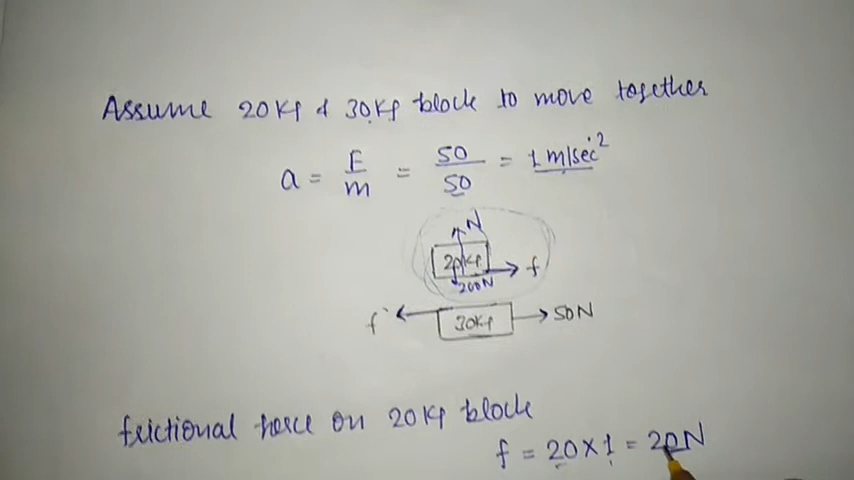 Assume 20Kg & 30Kg block to move together
a = F/m = 50/50 = 1 m/sec²
N
20Kg
f
200N
f
30Kg
50N
frictional force on 20Kg block
f = 20 × 1 = 20N